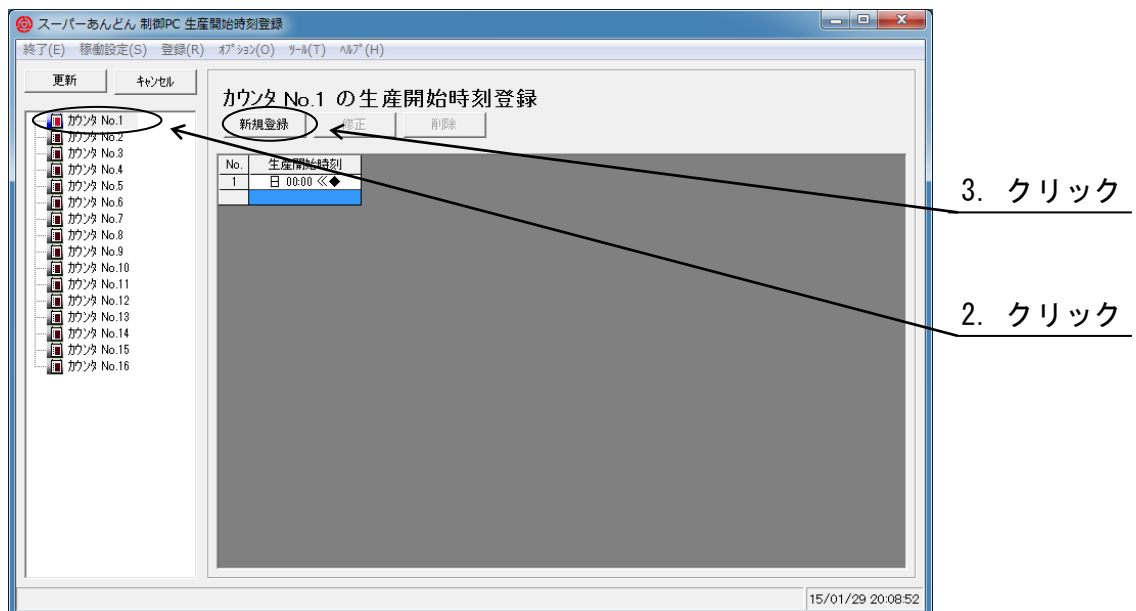 スーパーあんどん 制御PC 生産開始時刻登録
終了(E) 稼働設定(S) 登録(R) オプション(O) ツール(T) ヘルプ(H)
更新 キャンセル
カウンタ No.1 の生産開始時刻登録
新規登録 修正 削除
カウンタ No.1
カウンタ No.2
カウンタ No.3
カウンタ No.4
カウンタ No.5
カウンタ No.6
カウンタ No.7
カウンタ No.8
カウンタ No.9
カウンタ No.10
カウンタ No.11
カウンタ No.12
カウンタ No.13
カウンタ No.14
カウンタ No.15
カウンタ No.16
No. 生産開始時刻
1 日 00:00 ≪◆
3. クリック
2. クリック
15/01/29 20:08:52